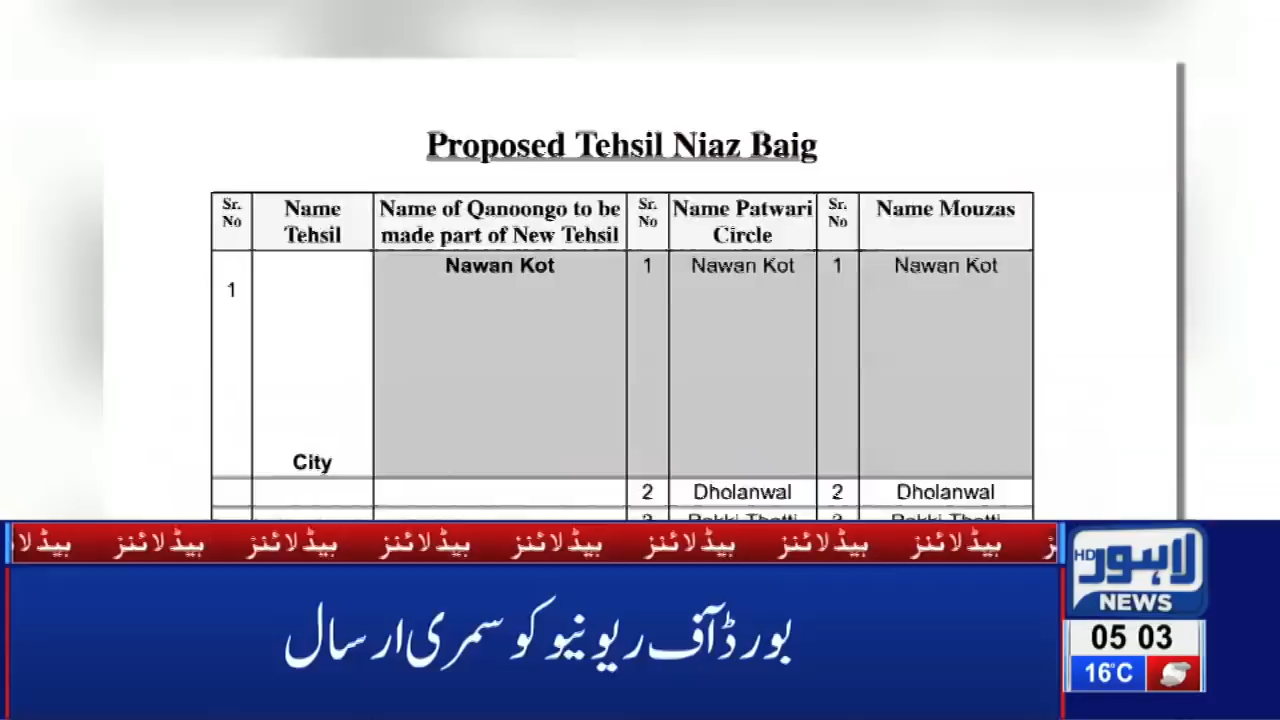 Proposed Tehsil Niaz Baig
Sr. No Name Tehsil Name of Qanoongo to be made part of New Tehsil Sr. No Name Patwari Circle Sr. No Name Mouzas
1 City Nawan Kot 1 Nawan Kot 1 Nawan Kot
2 Dholanwal 2 Dholanwal
ہیڈلائنز ہیڈلائنز ہیڈلائنز ہیڈلائنز ہیڈلائنز ہیڈلائنز ہیڈلائنز
بورڈ آف ریونیو کو سمری ارسال
HD لاہور
NEWS
05 03
16°C